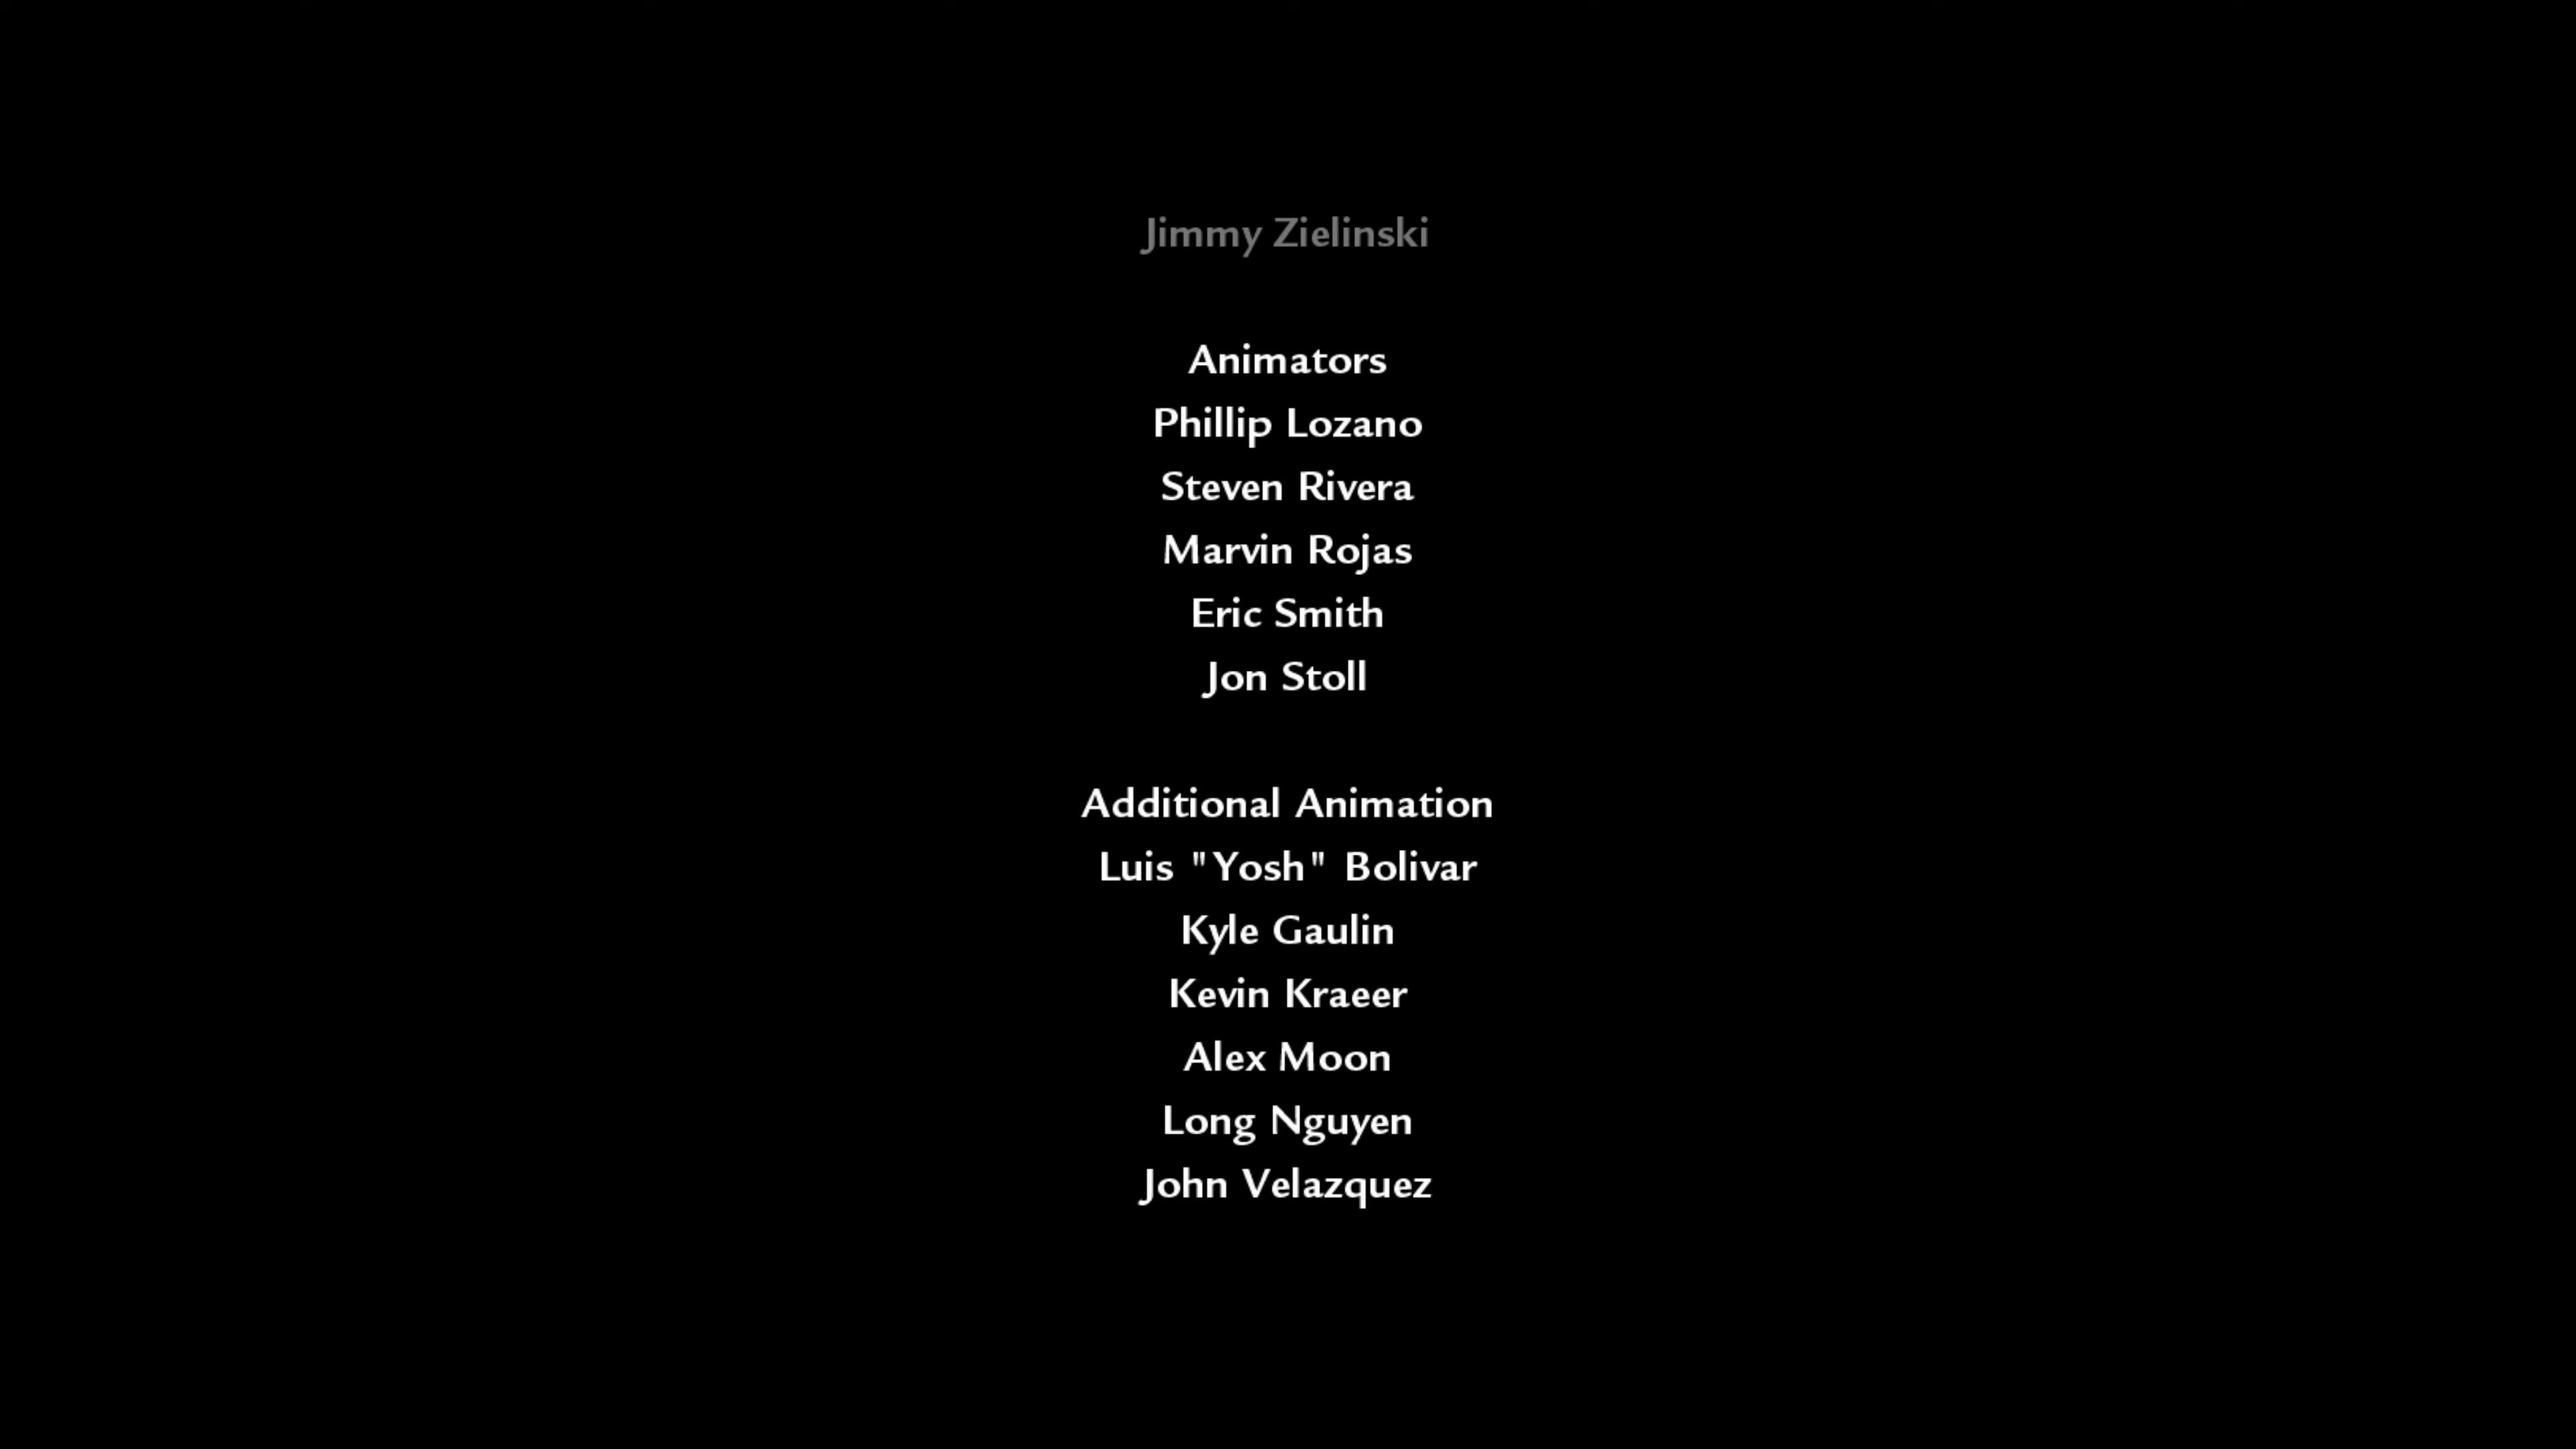 Jimmy Zielinski
Animators
Phillip Lozano
Steven Rivera
Marvin Rojas
Eric Smith
Jon Stoll
Additional Animation
Luis "Yosh" Bolivar
Kyle Gaulin
Kevin Kraeer
Alex Moon
Long Nguyen
John Velazquez